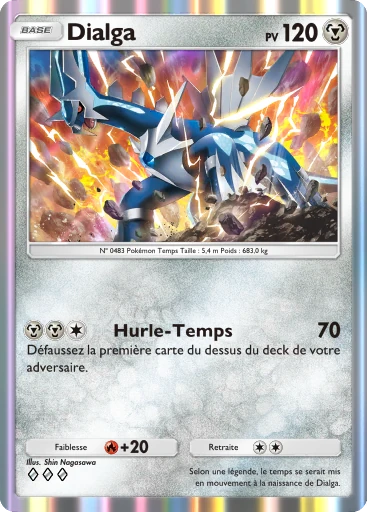 BASE Dialga PV 120
N° 0483 Pokémon Temps Taille : 5,4 m Poids : 683,0 kg
Hurle-Temps 70
Défaussez la première carte du dessus du deck de votre
adversaire.
Faiblesse +20 Retraite
Illus. Shin Nagasawa
Selon une légende, le temps se serait mis
en mouvement à la naissance de Dialga.